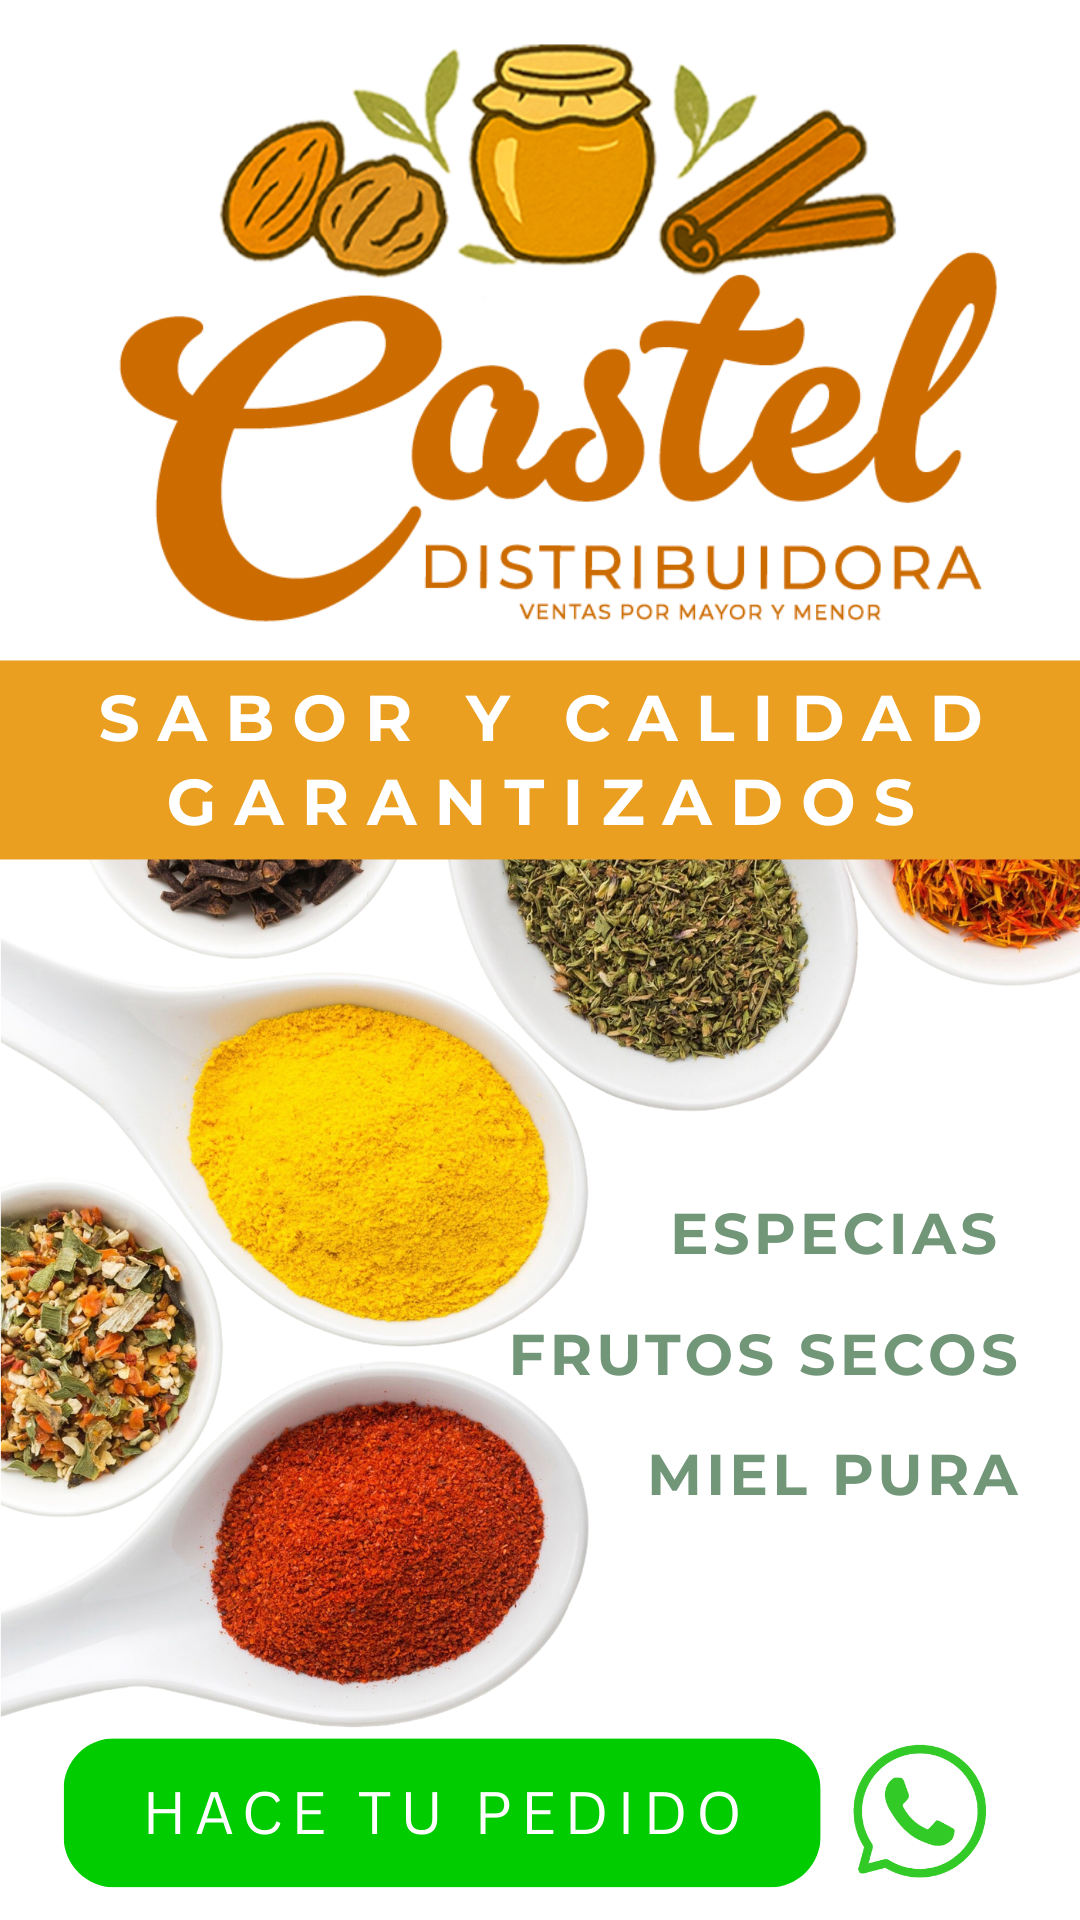 Castel
DISTRIBUIDORA
VENTAS POR MAYOR Y MENOR
SABOR Y CALIDAD
GARANTIZADOS
ESPECIAS
FRUTOS SECOS
MIEL PURA
HACE TU PEDIDO